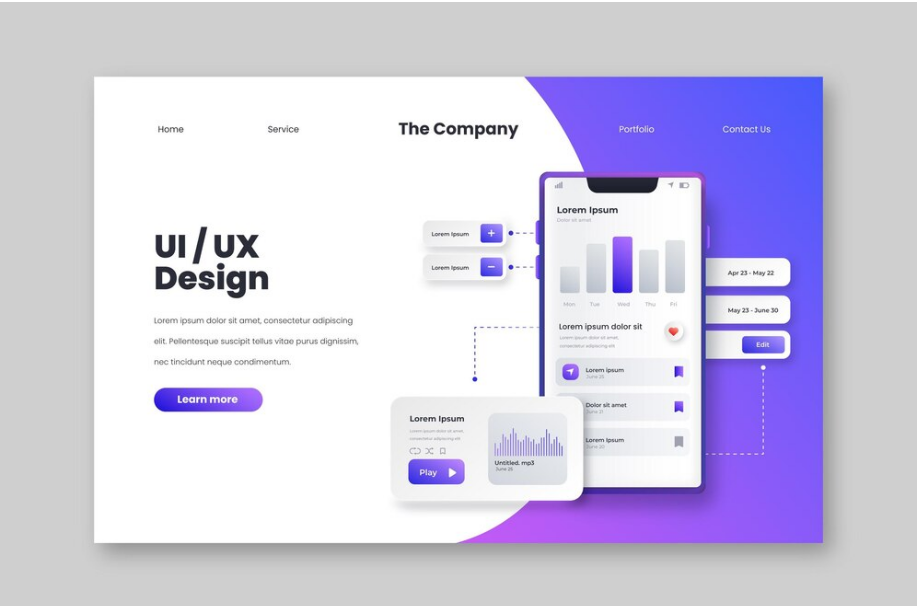 Home
Service
The Company
Portfolio
Contact Us
UI / UX
Design
Lorem ipsum dolor sit amet, consectetur adipiscing
elit. Pellentesque suscipit tellus vitae purus dignissim,
nec tincidunt neque condimentum.
Learn more
Lorem Ipsum
+
Lorem Ipsum
−
Lorem Ipsum
Dolor sit amet
Mon Tue Wed Thu Fri
Lorem ipsum dolor sit
Lorem ipsum dolor sit amet,
consectetur adipiscing elit
Lorem ipsum
June 25
Dolor sit amet
June 21
Lorem Ipsum
June 20
Apr 23 - May 22
May 23 - June 30
Edit
Lorem Ipsum
Lorem ipsum dolor sit amet,
consectetur adipiscing elit
Play
Untitled. mp3
June 25